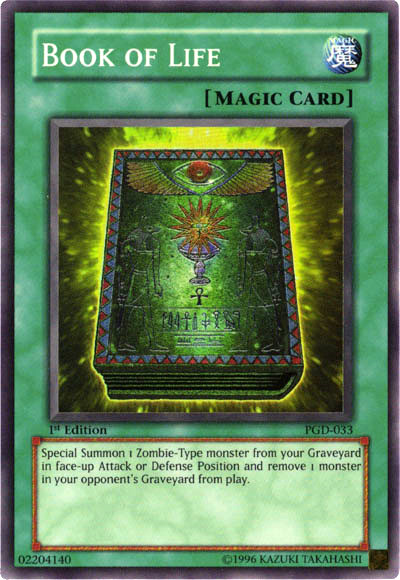 BOOK OF LIFE
MAGIC
魔
[MAGIC CARD]
1st Edition
PGD-033
Special Summon 1 Zombie-Type monster from your Graveyard
in face-up Attack or Defense Position and remove 1 monster
in your opponent's Graveyard from play.
02204140
©1996 KAZUKI TAKAHASHI